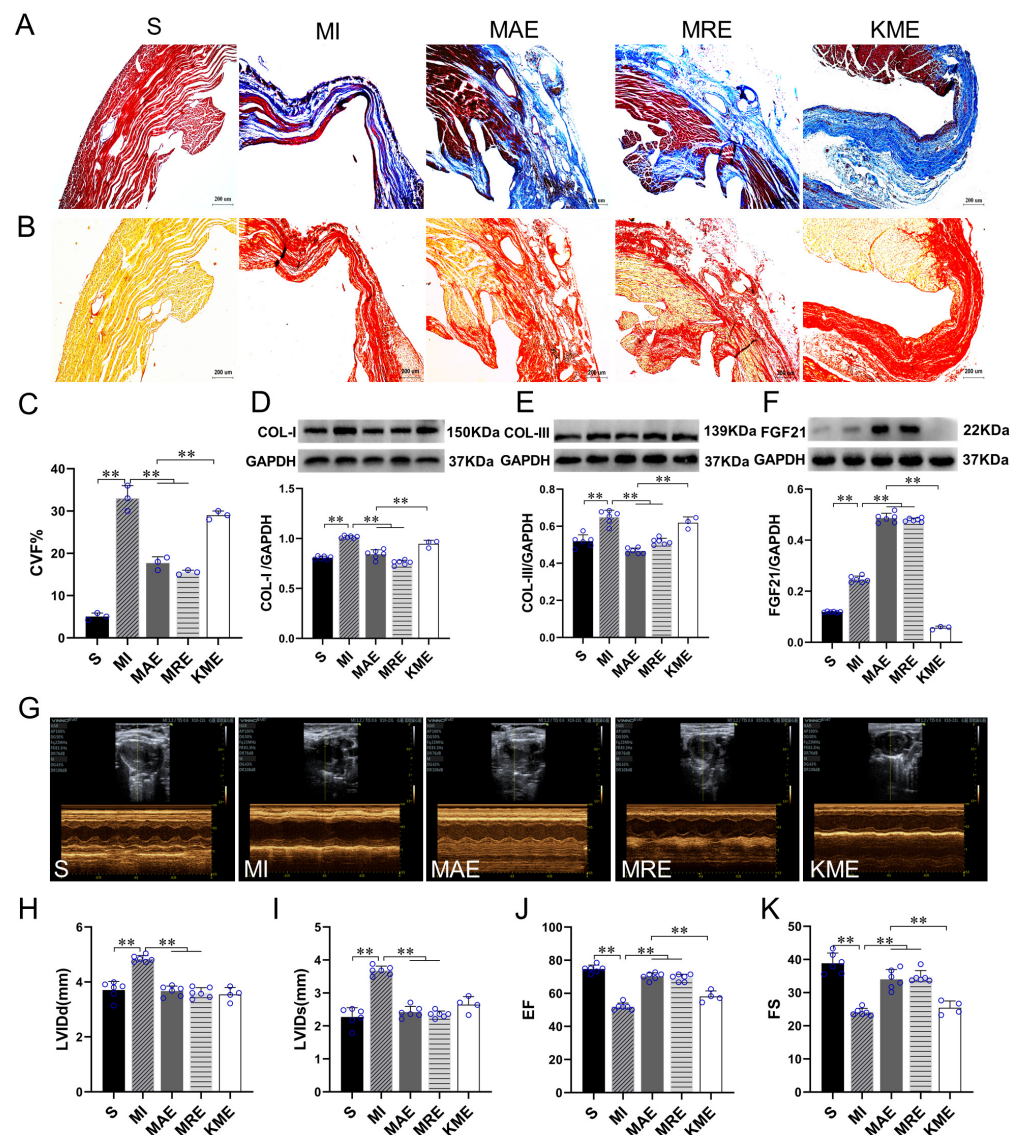 A S MI MAE MRE KME
200 um 200 um 200 um 200 um 200 um
B
200 um 200 um 200 um 200 um 200 um
C
CVF%
40
30
20
10
0
** ** **
S MI MAE MRE KME
D
COL-I 150KDa
GAPDH 37KDa
COL-I /GAPDH
1.5
1.0
0.5
0.0
** ** **
S MI MAE MRE KME
E
COL-III 139KDa
GAPDH 37KDa
COL-III/GAPDH
0.8
0.6
0.4
0.2
0.0
** ** **
S MI MAE MRE KME
F
FGF21 22KDa
GAPDH 37KDa
FGF21/GAPDH
0.6
0.4
0.2
0.0
** ** **
S MI MAE MRE KME
G
S MI MAE MRE KME
H
LVIDd(mm)
6
4
2
0
** **
S MI MAE MRE KME
I
LVIDs(mm)
5
4
3
2
1
0
** **
S MI MAE MRE KME
J
EF
100
80
60
40
20
0
** ** **
S MI MAE MRE KME
K
FS
50
40
30
20
10
0
** ** **
S MI MAE MRE KME